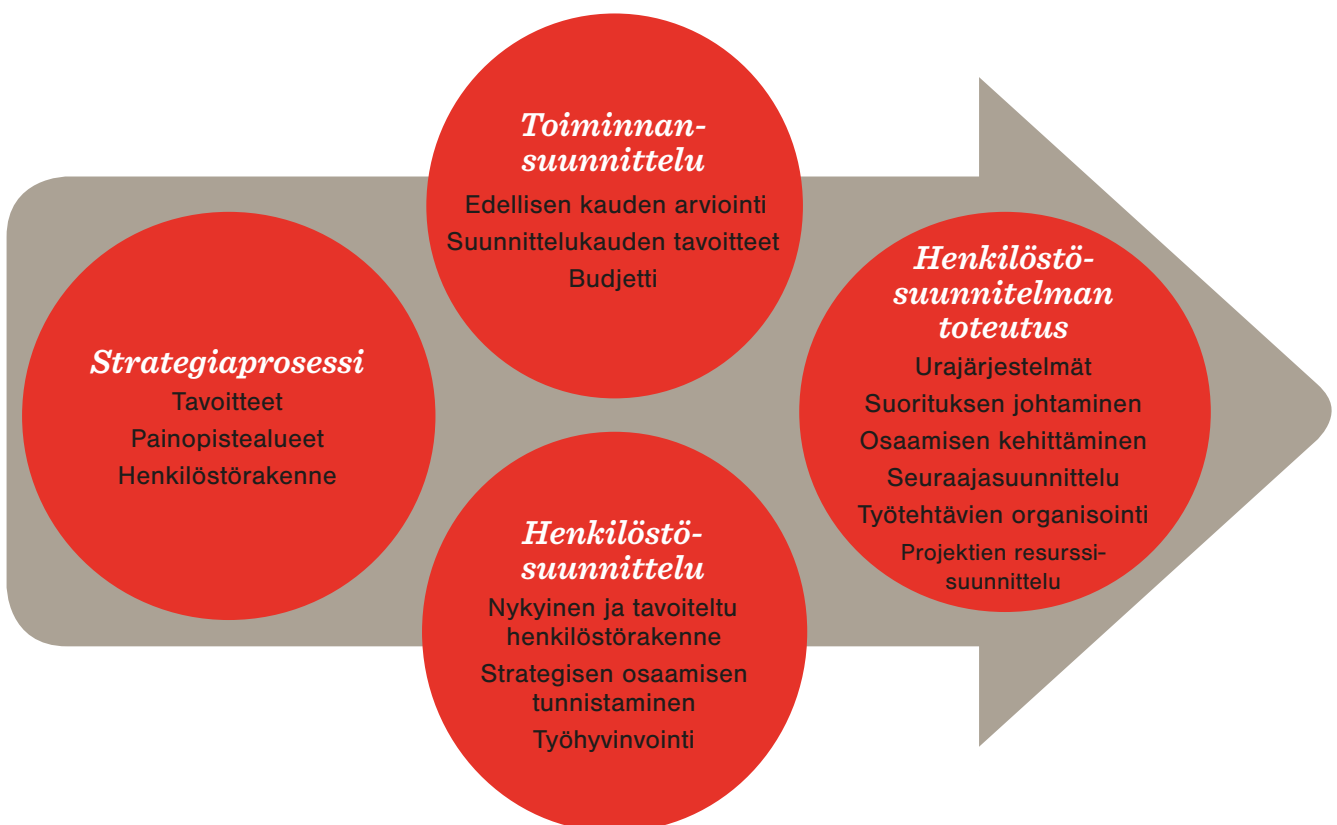 Strategiaprosessi
Tavoitteet
Painopistealueet
Henkilöstörakenne
Toiminnan-
suunnittelu
Edellisen kauden arviointi
Suunnittelukauden tavoitteet
Budjetti
Henkilöstö-
suunnittelu
Nykyinen ja tavoiteltu
henkilöstörakenne
Strategisen osaamisen
tunnistaminen
Työhyvinvointi
Henkilöstö-
suunnitelman
toteutus
Urajärjestelmät
Suorituksen johtaminen
Osaamisen kehittäminen
Seuraajasuunnittelu
Työtehtävien organisointi
Projektien resurssi-
suunnittelu